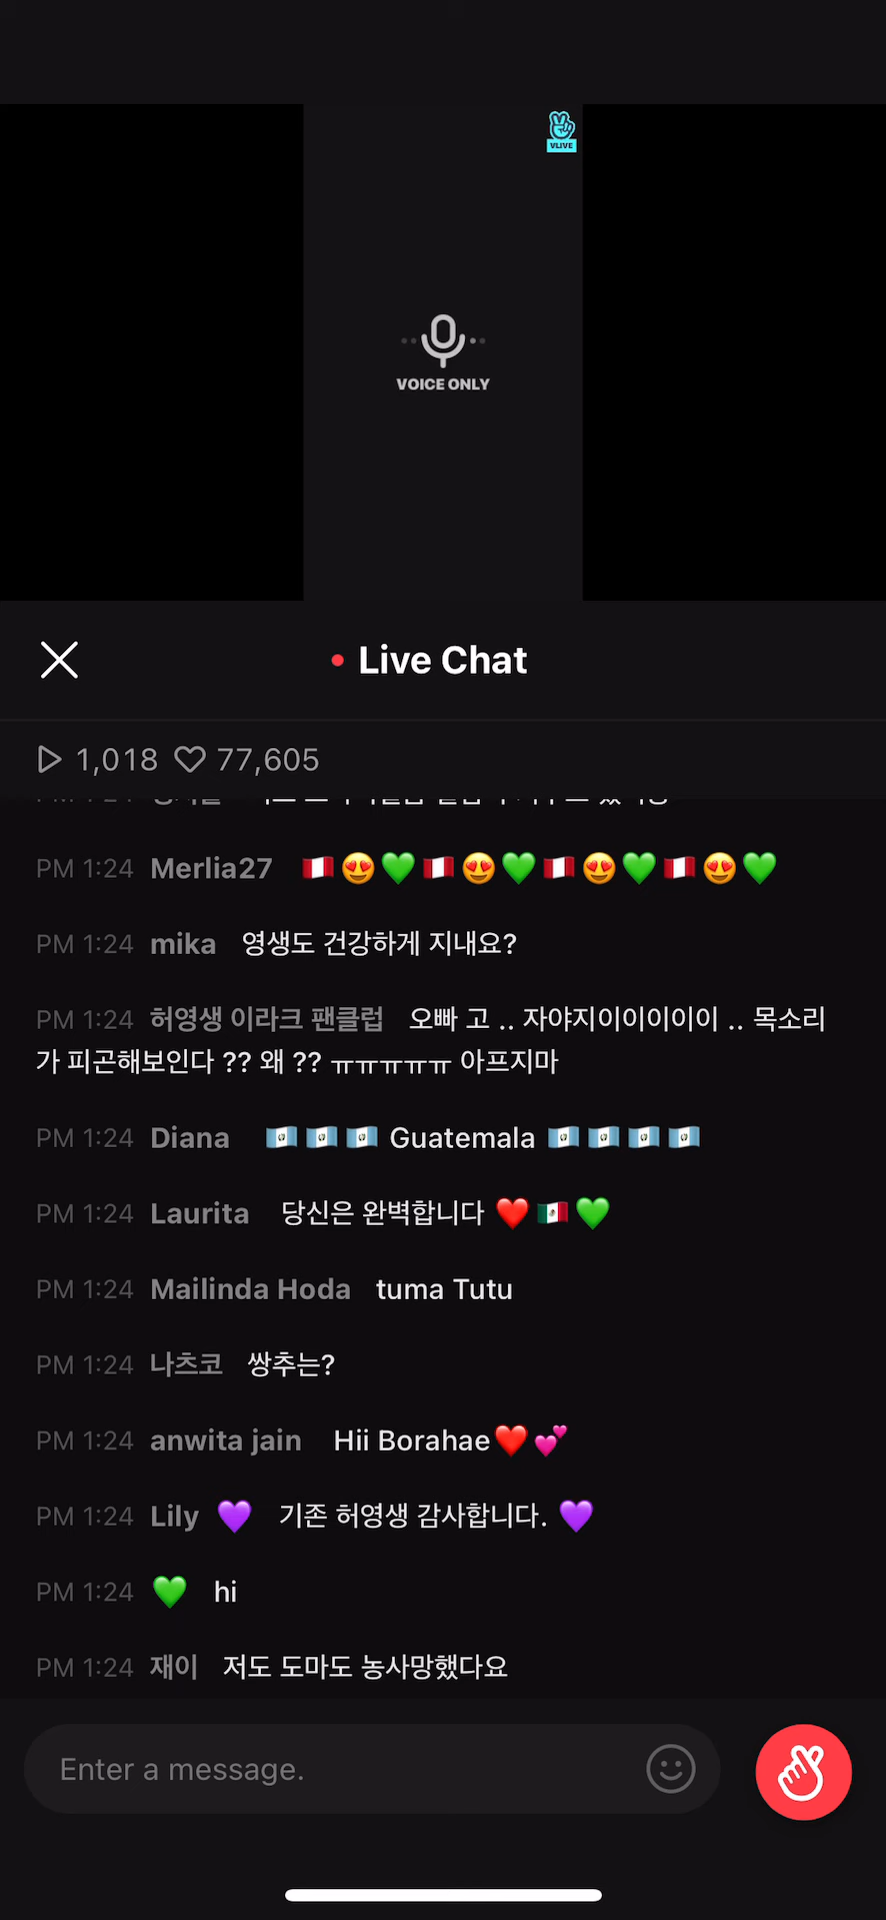 VLIVE
VOICE ONLY
Live Chat
1,018 77,605
PM 1:24 Merlia27 🇵🇪😍💚🇵🇪😍💚🇵🇪😍💚🇵🇪😍💚
PM 1:24 mika 영생도 건강하게 지내요?
PM 1:24 허영생 이라크 팬클럽 오빠 고 .. 자야지이이이이이 .. 목소리
가 피곤해보인다 ?? 왜 ?? ㅠㅠㅠㅠㅠ 아프지마
PM 1:24 Diana 🇬🇹🇬🇹🇬🇹 Guatemala 🇬🇹🇬🇹🇬🇹🇬🇹
PM 1:24 Laurita 당신은 완벽합니다 ❤️🇲🇽💚
PM 1:24 Mailinda Hoda tuma Tutu
PM 1:24 나츠코 쌍추는?
PM 1:24 anwita jain Hii Borahae❤️💕
PM 1:24 Lily 💜 기존 허영생 감사합니다. 💜
PM 1:24 💚 hi
PM 1:24 재이 저도 도마도 농사망했다요
Enter a message.